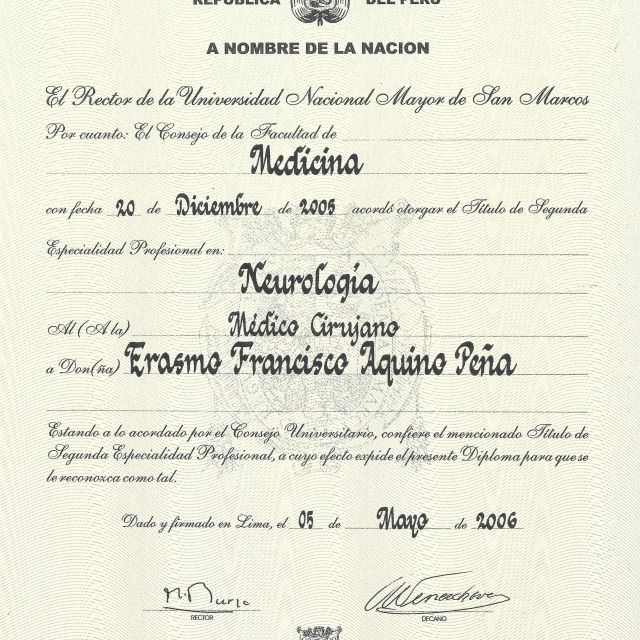 REPUBLICA DEL PERU
A NOMBRE DE LA NACION
El Rector de la Universidad Nacional Mayor de San Marcos
Por cuanto: El Consejo de la Facultad de
Medicina
con fecha 20 de Diciembre de 2005 acordó otorgar el Título de Segunda
Especialidad Profesional en:
Neurología
Al (A la) Médico Cirujano
a Don(ña) Erasmo Francisco Aquino Peña
Estando a lo acordado por el Consejo Universitario, confiere el mencionado Título de
Segunda Especialidad Profesional, a cuyo efecto expide el presente Diploma para que se
le reconozca como tal.
Dado y firmado en Lima, el 05 de Mayo de 2006
RECTOR DECANO